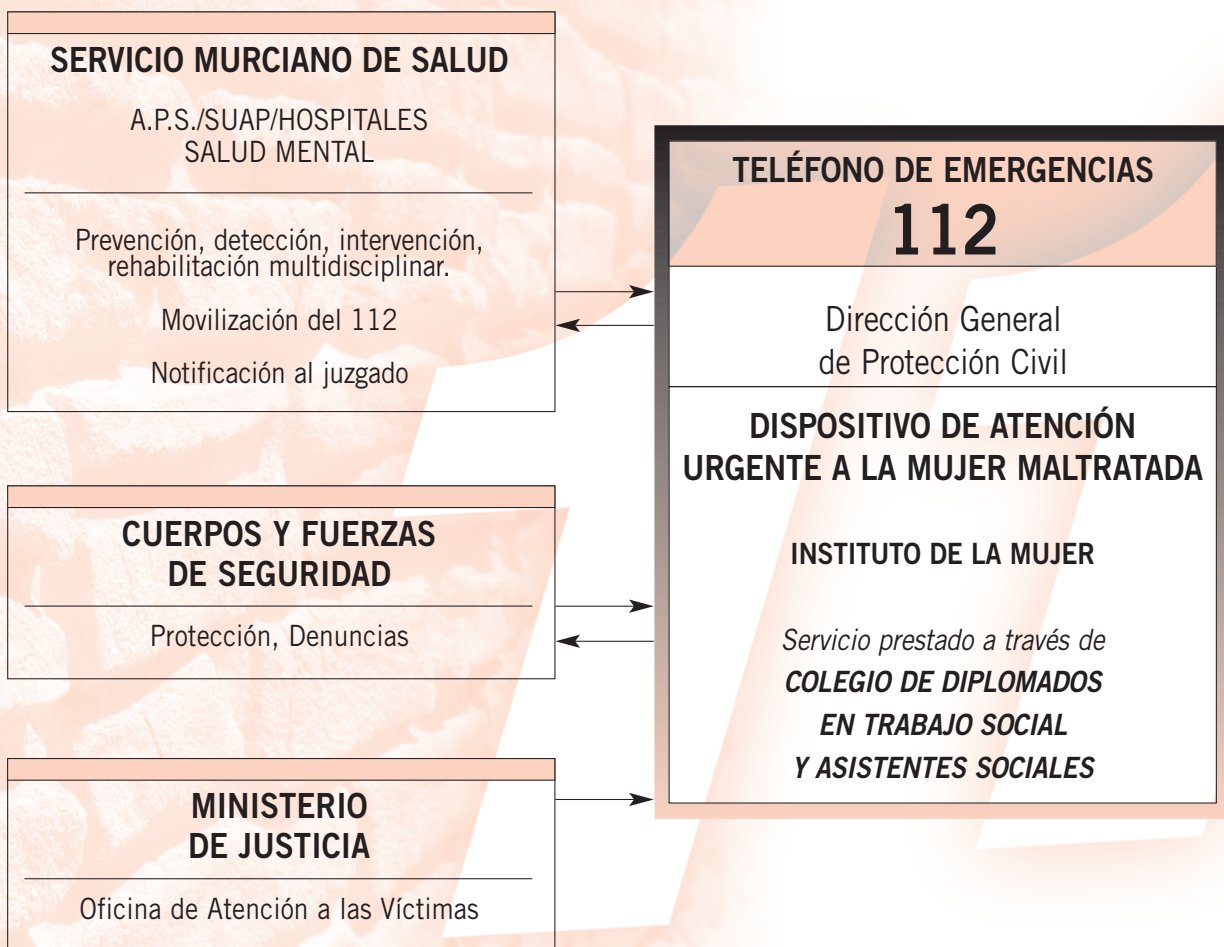 SERVICIO MURCIANO DE SALUD
A.P.S./SUAP/HOSPITALES
SALUD MENTAL
Prevención, detección, intervención,
rehabilitación multidisciplinar.
Movilización del 112
Notificación al juzgado
CUERPOS Y FUERZAS
DE SEGURIDAD
Protección, Denuncias
MINISTERIO
DE JUSTICIA
Oficina de Atención a las Víctimas
TELÉFONO DE EMERGENCIAS
112
Dirección General
de Protección Civil
DISPOSITIVO DE ATENCIÓN
URGENTE A LA MUJER MALTRATADA
INSTITUTO DE LA MUJER
Servicio prestado a través de
COLEGIO DE DIPLOMADOS
EN TRABAJO SOCIAL
Y ASISTENTES SOCIALES